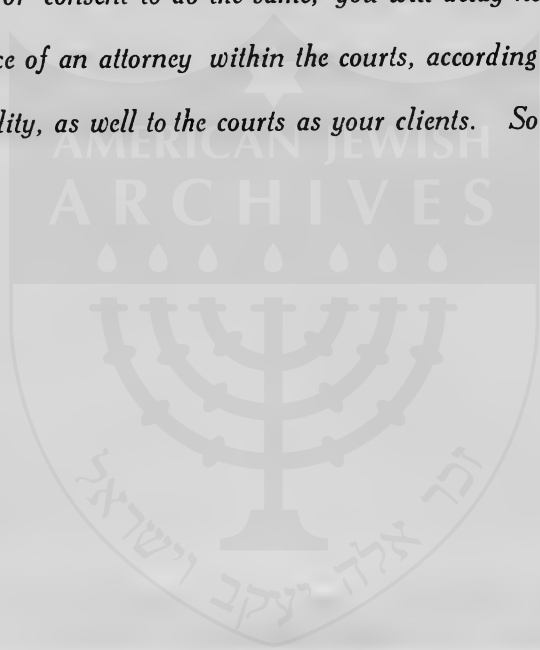 or consent to do the same, you will delay no
ce of an attorney within the courts, according
lity, as well to the courts as your clients. So
AMERICAN JEWISH
ARCHIVES
זכר אלה יעקב וישראל